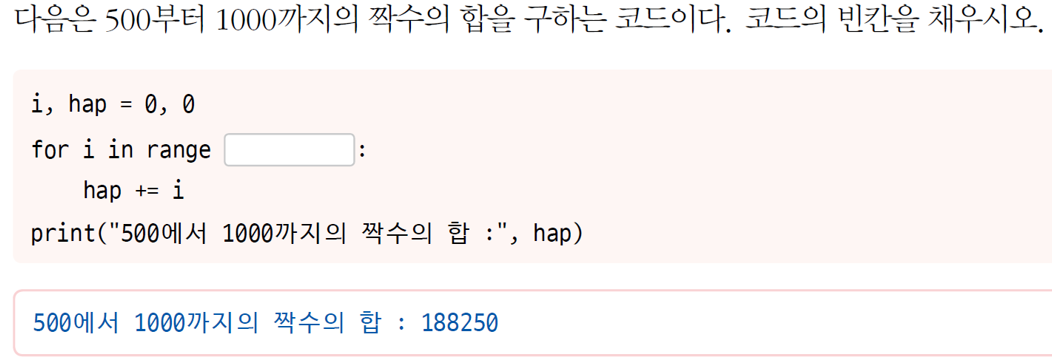 다음은 500부터 1000까지의 짝수의 합을 구하는 코드이다. 코드의 빈칸을 채우시오.
i, hap = 0, 0
for i in range :
    hap += i
print("500에서 1000까지의 짝수의 합 :", hap)
500에서 1000까지의 짝수의 합 : 188250